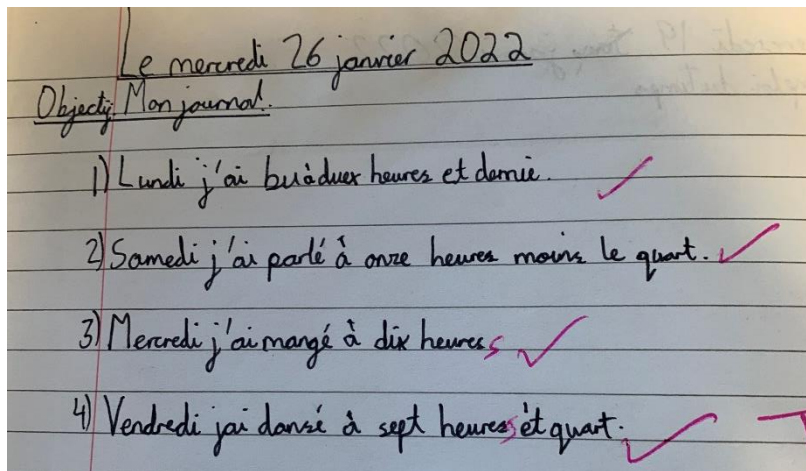 Le mercredi 26 janvier 2022
Objectif: Mon journal.
1) Lundi j'ai bu à duex heures et demie.
2) Samedi j'ai parlé à onze heures moins le quart.
3) Mercredi j'ai mangé à dix heures
4) Vendredi jai dansé à sept heures et quart.